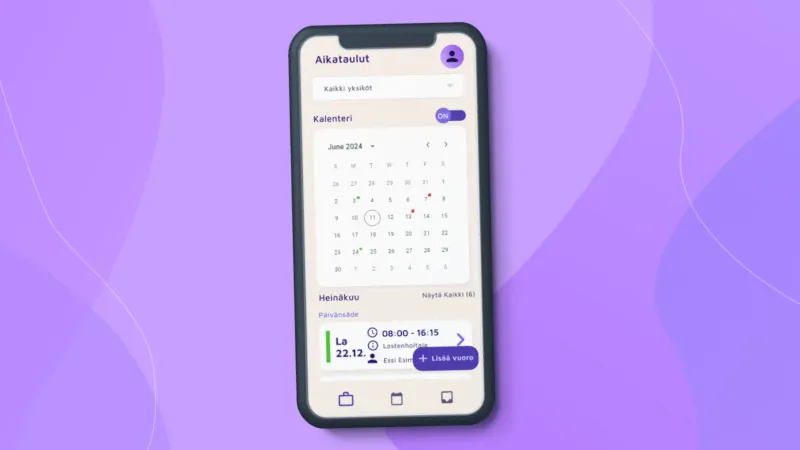 Aikataulut
Kaikki yksiköt
Kalenteri
ON
June 2024
S M T W T F S
26 27 28 29 30 31 1
2 3 4 5 6 7 8
9 10 11 12 13 14 15
16 17 18 19 20 21 22
23 24 25 26 27 28 29
30 1 2 3 4 5 6
Heinäkuu Näytä Kaikki (6)
Päivänsäde
La
22.12.
08:00 - 16:15
Lastenhoitaja
Essi Esim
+ Lisää vuoro